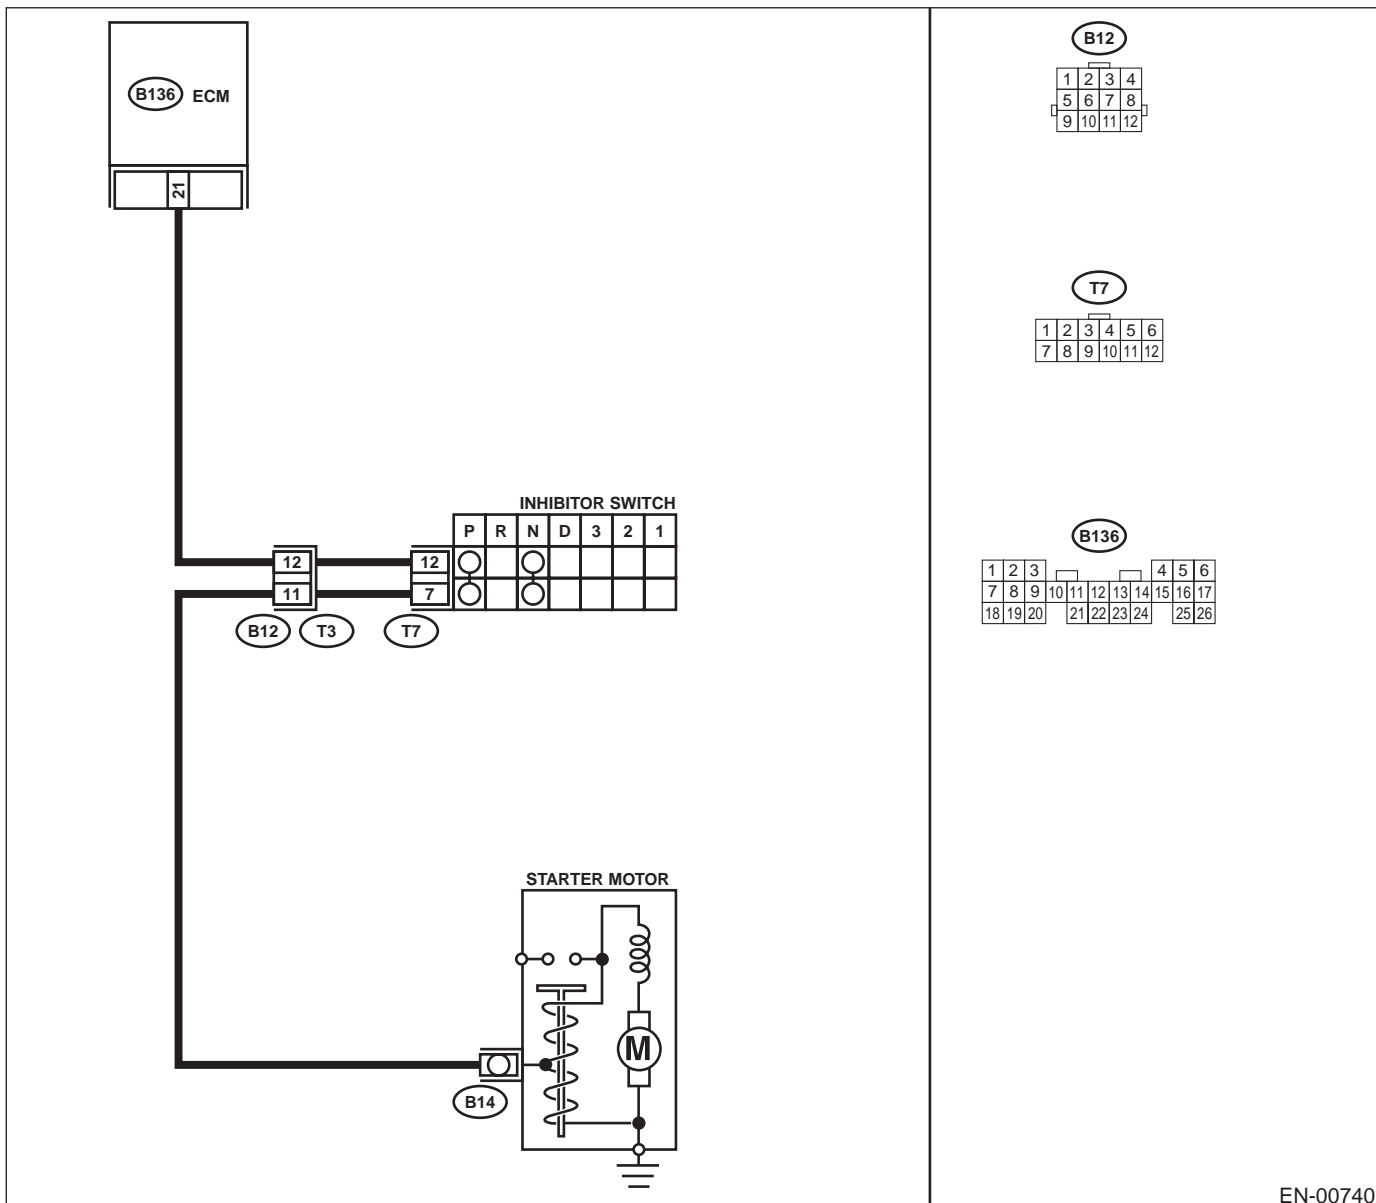 B136 ECM
21
INHIBITOR SWITCH
P R N D 3 2 1
12 12
11 7
B12 T3 T7
STARTER MOTOR
M
B14
B12
1 2 3 4
5 6 7 8
9 10 11 12
T7
1 2 3 4 5 6
7 8 9 10 11 12
B136
1 2 3 4 5 6
7 8 9 10 11 12 13 14 15 16 17
18 19 20 21 22 23 24 25 26
EN-00740